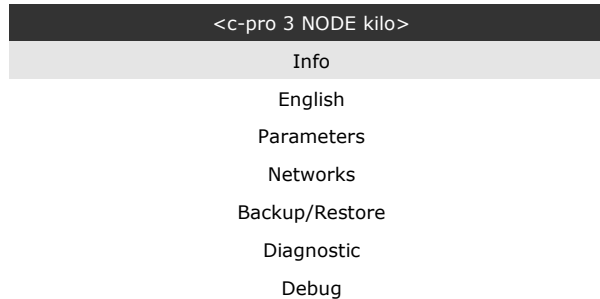 <c-pro 3 NODE kilo>
Info
English
Parameters
Networks
Backup/Restore
Diagnostic
Debug